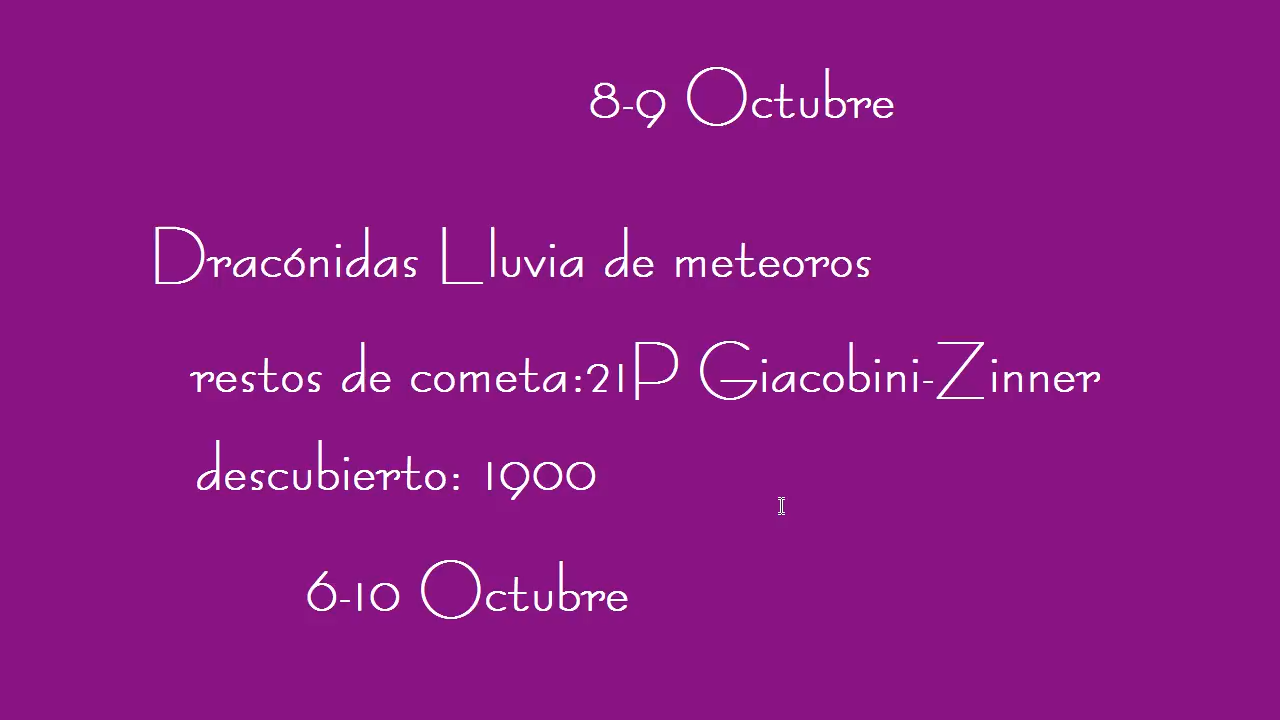 8-9 Octubre
Dracónidas Lluvia de meteoros
restos de cometa:21P Giacobini-Zinner
descubierto: 1900
6-10 Octubre